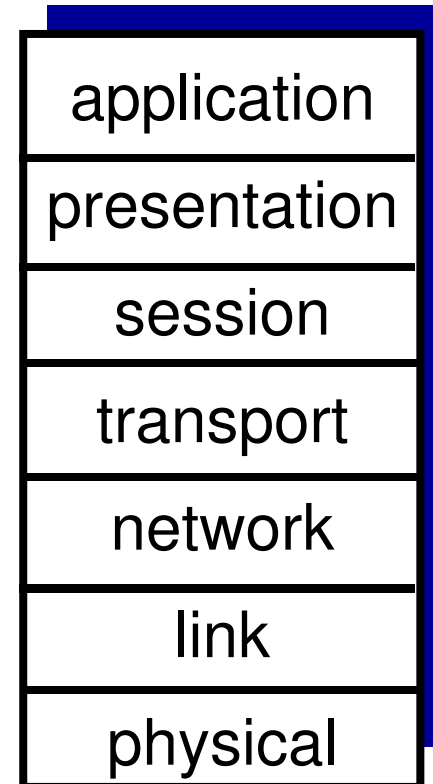 application
presentation
session
transport
network
link
physical